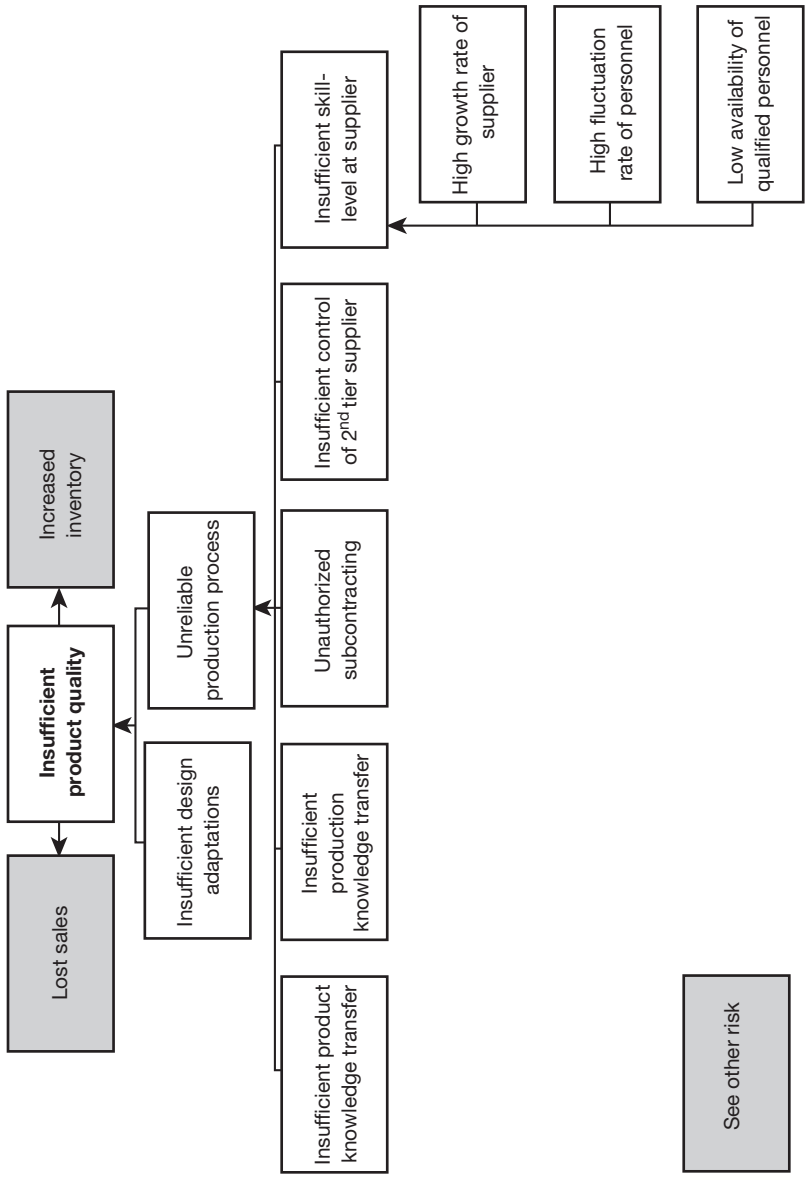 Lost sales
Insufficient
product quality
Increased
inventory
Insufficient design
adaptations
Unreliable
production process
Insufficient product
knowledge transfer
Insufficient
production
knowledge transfer
Unauthorized
subcontracting
Insufficient control
of 2nd tier supplier
Insufficient skill-
level at supplier
High growth rate of
supplier
High fluctuation
rate of personnel
Low availability of
qualified personnel
See other risk